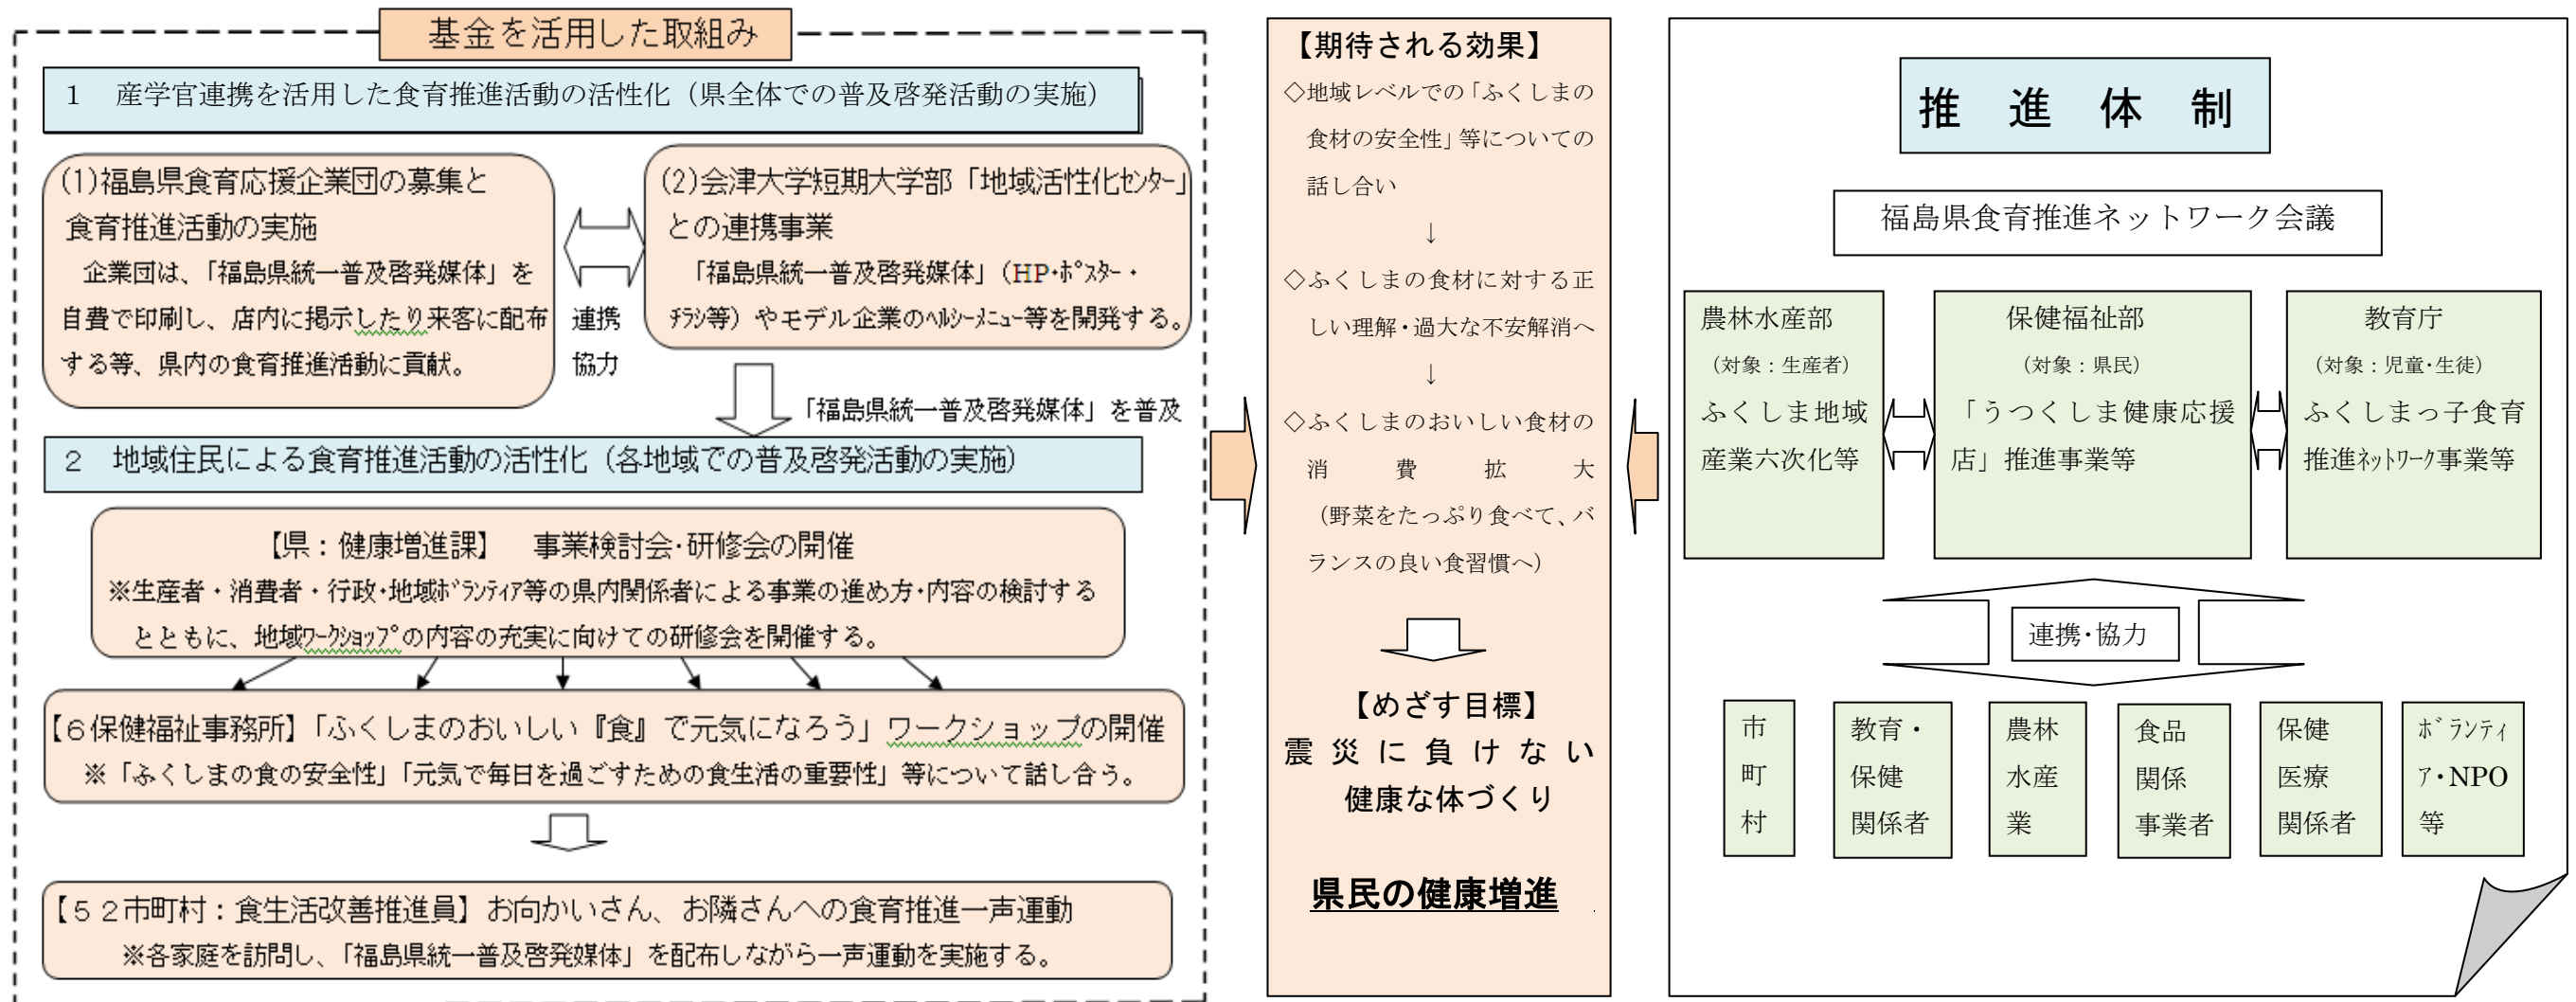 基金を活用した取組み
1 産学官連携を活用した食育推進活動の活性化（県全体での普及啓発活動の実施）
(1)福島県食育応援企業団の募集と
食育推進活動の実施
企業団は、「福島県統一普及啓発媒体」を
自費で印刷し、店内に掲示したり来客に配布
する等、県内の食育推進活動に貢献。
連携
協力
(2)会津大学短期大学部「地域活性化ｾﾝﾀｰ」
との連携事業
「福島県統一普及啓発媒体」（HP・ﾎﾟｽﾀｰ・
ﾁﾗｼ等）やモデル企業のﾍﾙｼｰﾒﾆｭｰ等を開発する。
「福島県統一普及啓発媒体」を普及
2 地域住民による食育推進活動の活性化（各地域での普及啓発活動の実施）
【県：健康増進課】 事業検討会･研修会の開催
※生産者・消費者・行政･地域ﾎﾞﾗﾝﾃｨｱ等の県内関係者による事業の進め方･内容の検討する
とともに、地域ﾜｰｸｼｮｯﾌﾟの内容の充実に向けての研修会を開催する。
【６保健福祉事務所】「ふくしまのおいしい『食』で元気になろう」ワークショップの開催
※「ふくしまの食の安全性」「元気で毎日を過ごすための食生活の重要性」等について話し合う。
【５２市町村：食生活改善推進員】お向かいさん、お隣さんへの食育推進一声運動
※各家庭を訪問し、「福島県統一普及啓発媒体」を配布しながら一声運動を実施する。
【期待される効果】
◇地域レベルでの「ふくしまの
食材の安全性」等についての
話し合い
↓
◇ふくしまの食材に対する正
しい理解・過大な不安解消へ
↓
◇ふくしまのおいしい食材の
消費拡大
（野菜をたっぷり食べて、バ
ランスの良い食習慣へ）
【めざす目標】
震災に負けない
健康な体づくり
県民の健康増進
推進体制
福島県食育推進ネットワーク会議
農林水産部
（対象：生産者）
ふくしま地域
産業六次化等
保健福祉部
（対象：県民）
「うつくしま健康応援
店」推進事業等
教育庁
（対象：児童･生徒）
ふくしまっ子食育
推進ﾈｯﾄﾜｰｸ事業等
連携･協力
市
町
村
教育・
保健
関係者
農林
水産
業
食品
関係
事業者
保健
医療
関係者
ﾎﾞﾗﾝﾃｨ
ｱ・NPO
等